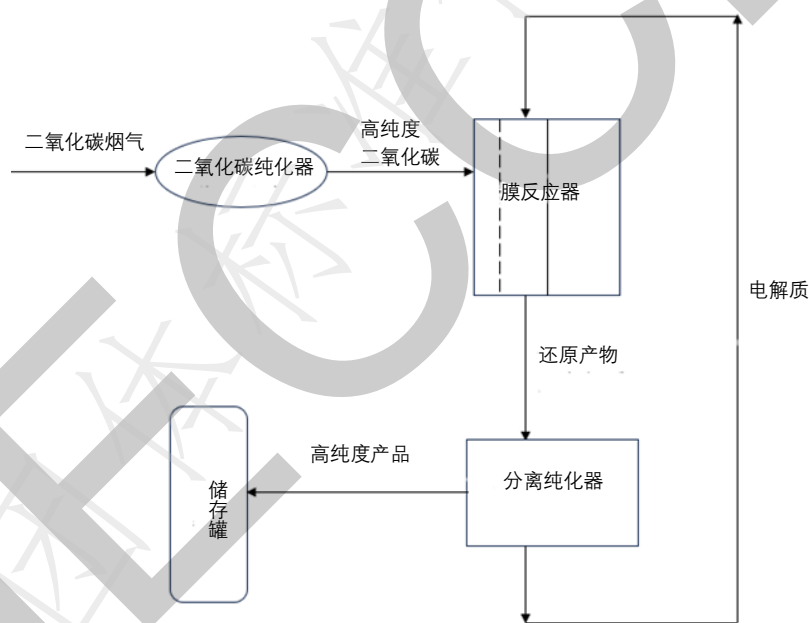 二氧化碳烟气
二氧化碳纯化器
高纯度
二氧化碳
膜反应器
电解质
还原产物
高纯度产品
储
存
罐
分离纯化器